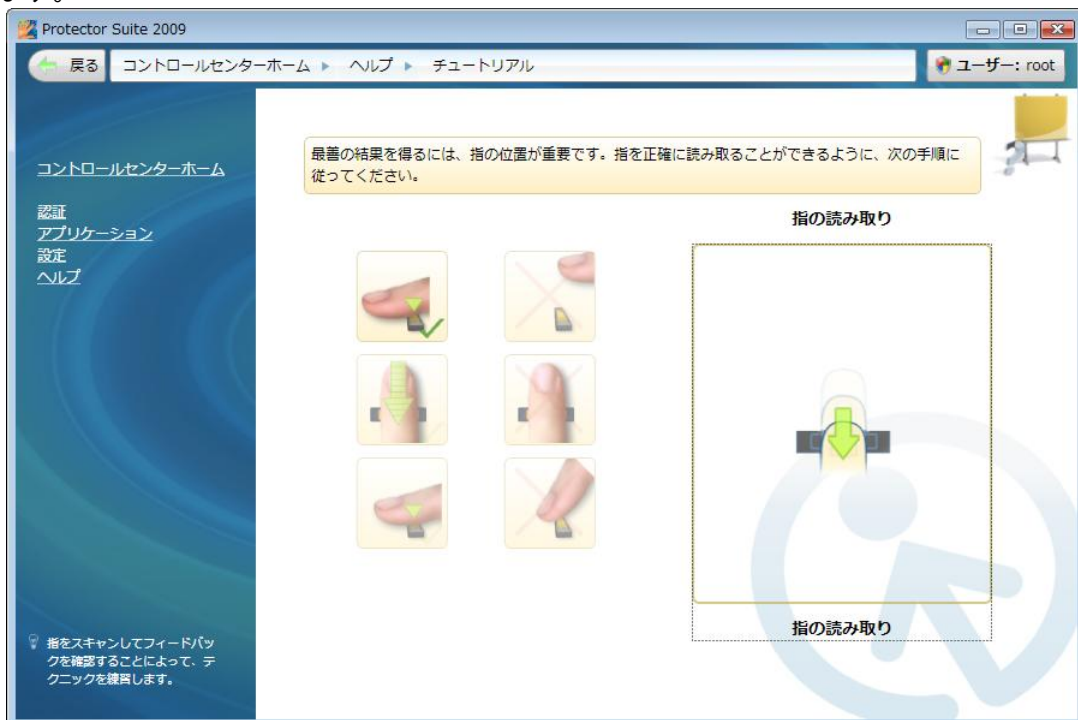 Protector Suite 2009
戻る コントロールセンターホーム ▶ ヘルプ ▶ チュートリアル ユーザー: root
コントロールセンターホーム
認証
アプリケーション
設定
ヘルプ
最善の結果を得るには、指の位置が重要です。指を正確に読み取ることができるように、次の手順に
従ってください。
指の読み取り
指の読み取り
指をスキャンしてフィードバッ
クを確認することによって、テ
クニックを練習します。